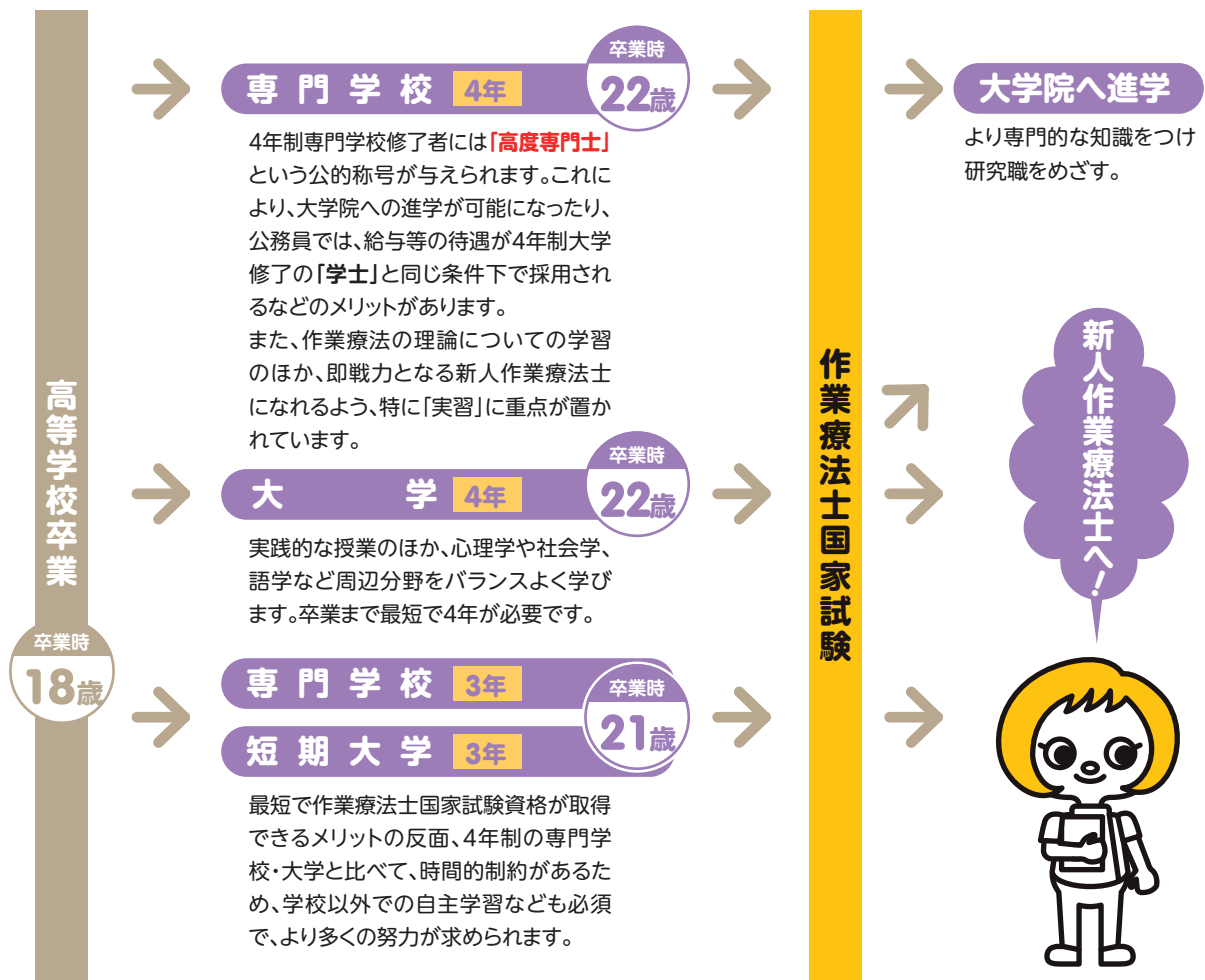 高等学校卒業
卒業時
18歳
専門学校 4年
卒業時
22歳
4年制専門学校修了者には「高度専門士」
という公的称号が与えられます。これに
より、大学院への進学が可能になったり、
公務員では、給与等の待遇が4年制大学
修了の「学士」と同じ条件下で採用され
るなどのメリットがあります。
また、作業療法の理論についての学習
のほか、即戦力となる新人作業療法士
になれるよう、特に「実習」に重点が置か
れています。
大学 4年
卒業時
22歳
実践的な授業のほか、心理学や社会学、
語学など周辺分野をバランスよく学び
ます。卒業まで最短で4年が必要です。
専門学校 3年
短期大学 3年
卒業時
21歳
最短で作業療法士国家試験資格が取得
できるメリットの反面、4年制の専門学
校・大学と比べて、時間的制約があるた
め、学校以外での自主学習なども必須
で、より多くの努力が求められます。
作業療法士国家試験
大学院へ進学
より専門的な知識をつけ
研究職をめざす。
新人作業療法士へ!